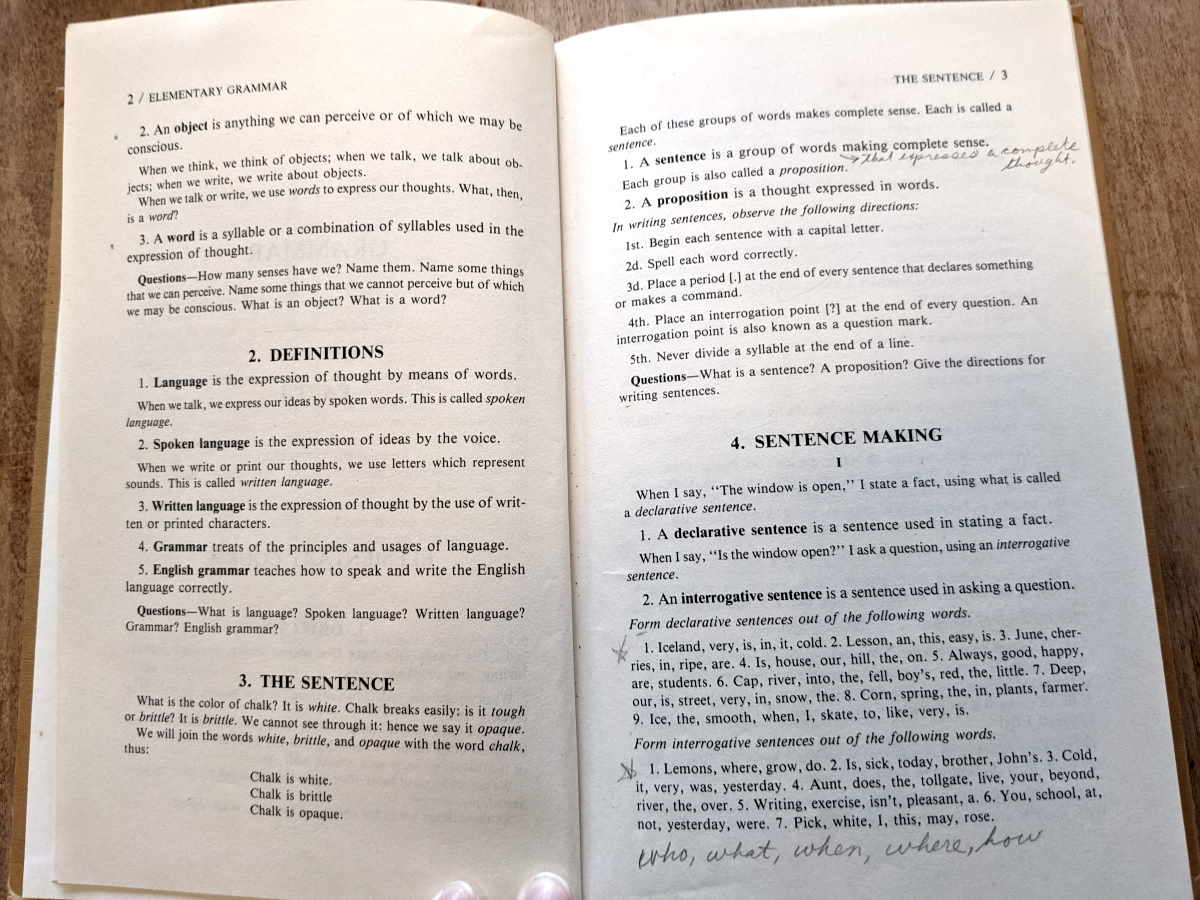 2 / ELEMENTARY GRAMMAR
2. An object is anything we can perceive or of which we may be
conscious.
When we think, we think of objects; when we talk, we talk about ob-
jects; when we write, we write about objects.
When we talk or write, we use words to express our thoughts. What, then,
is a word?
3. A word is a syllable or a combination of syllables used in the
expression of thought.
Questions—How many senses have we? Name them. Name some things
that we can perceive. Name some things that we cannot perceive but of which
we may be conscious. What is an object? What is a word?
2. DEFINITIONS
1. Language is the expression of thought by means of words.
When we talk, we express our ideas by spoken words. This is called spoken
language.
2. Spoken language is the expression of ideas by the voice.
When we write or print our thoughts, we use letters which represent
sounds. This is called written language.
3. Written language is the expression of thought by the use of writ-
ten or printed characters.
4. Grammar treats of the principles and usages of language.
5. English grammar teaches how to speak and write the English
language correctly.
Questions—What is language? Spoken language? Written language?
Grammar? English grammar?
3. THE SENTENCE
What is the color of chalk? It is white. Chalk breaks easily; is it tough
or brittle? It is brittle. We cannot see through it: hence we say it opaque.
We will join the words white, brittle, and opaque with the word chalk,
thus:
Chalk is white.
Chalk is brittle
Chalk is opaque.
THE SENTENCE / 3
Each of these groups of words makes complete sense. Each is called a
sentence.
1. A sentence is a group of words making complete sense.
that expresses a complete
thought.
Each group is also called a proposition.
2. A proposition is a thought expressed in words.
In writing sentences, observe the following directions:
1st. Begin each sentence with a capital letter.
2d. Spell each word correctly.
3d. Place a period [.] at the end of every sentence that declares something
or makes a command.
4th. Place an interrogation point [?] at the end of every question. An
interrogation point is also known as a question mark.
5th. Never divide a syllable at the end of a line.
Questions—What is a sentence? A proposition? Give the directions for
writing sentences.
4. SENTENCE MAKING
I
When I say, “The window is open,” I state a fact, using what is called
a declarative sentence.
1. A declarative sentence is a sentence used in stating a fact.
When I say, “Is the window open?” I ask a question, using an interrogative
sentence.
2. An interrogative sentence is a sentence used in asking a question.
Form declarative sentences out of the following words.
1. Iceland, very, is, in, it, cold. 2. Lesson, an, this, easy, is. 3. June, cher-
ries, in, ripe, are. 4. Is, house, our, hill, the, on. 5. Always, good, happy,
are, students. 6. Cap, river, into, the, fell, boy's, red, the, little. 7. Deep,
our, is, street, very, in, snow, the. 8. Corn, spring, the, in, plants, farmer.
9. Ice, the, smooth, when, I, skate, to, like, very, is.
Form interrogative sentences out of the following words.
1. Lemons, where, grow, do. 2. Is, sick, today, brother, John's. 3. Cold,
it, very, was, yesterday. 4. Aunt, does, the, tollgate, live, your, beyond,
river, the, over. 5. Writing, exercise, isn't, pleasant, a. 6. You, school, at,
not, yesterday, were. 7. Pick, white, I, this, may, rose.
who, what, when, where, how